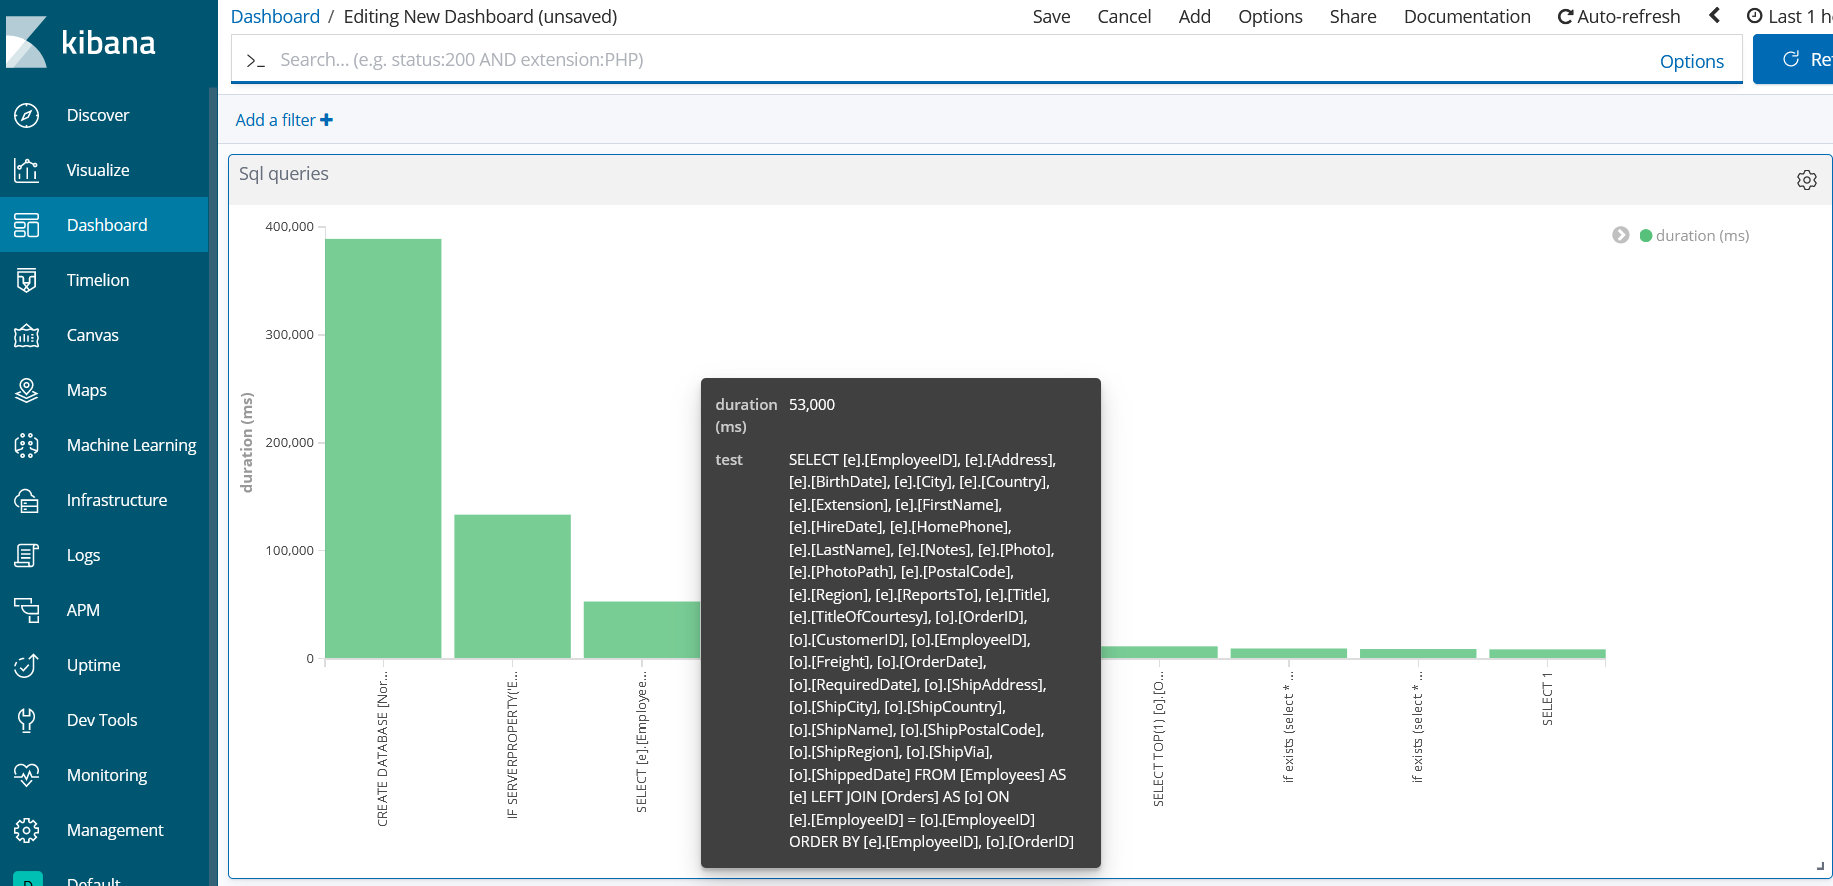 kibana
Dashboard / Editing New Dashboard (unsaved)
Save Cancel Add Options Share Documentation Auto-refresh Last 1
>_ Search... (e.g. status:200 AND extension:PHP) Options
Add a filter
Discover
Visualize
Dashboard
Timelion
Canvas
Maps
Machine Learning
Infrastructure
Logs
APM
Uptime
Dev Tools
Monitoring
Management
D Default
Sql queries
duration (ms)
400,000
300,000
200,000
100,000
0
duration (ms)
duration (ms) 53,000
test
SELECT [e].[EmployeeID], [e].[Address],
[e].[BirthDate], [e].[City], [e].[Country],
[e].[Extension], [e].[FirstName],
[e].[HireDate], [e].[HomePhone],
[e].[LastName], [e].[Notes], [e].[Photo],
[e].[PhotoPath], [e].[PostalCode],
[e].[Region], [e].[ReportsTo], [e].[Title],
[e].[TitleOfCourtesy], [o].[OrderID],
[o].[CustomerID], [o].[EmployeeID],
[o].[Freight], [o].[OrderDate],
[o].[RequiredDate], [o].[ShipAddress],
[o].[ShipCity], [o].[ShipCountry],
[o].[ShipName], [o].[ShipPostalCode],
[o].[ShipRegion], [o].[ShipVia],
[o].[ShippedDate] FROM [Employees] AS
[e] LEFT JOIN [Orders] AS [o] ON
[e].[EmployeeID] = [o].[EmployeeID]
ORDER BY [e].[EmployeeID], [o].[OrderID]
CREATE DATABASE [Nor...
IF SERVERPROPERTY('E...
SELECT [e].[Employee...
SELECT TOP(1) [o].[O...
if exists (select * ...
if exists (select * ...
SELECT 1